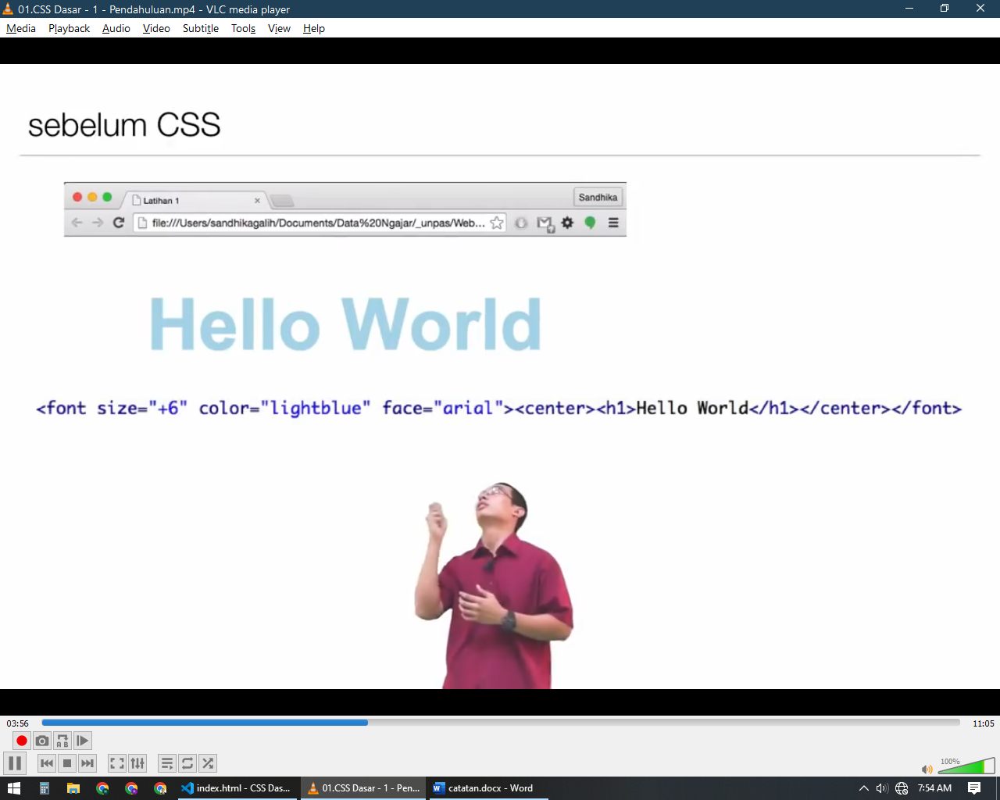 01.CSS Dasar - 1 - Pendahuluan.mp4 - VLC media player
Media Playback Audio Video Subtitle Tools View Help
sebelum CSS
Latihan 1
Sandhika
file:///Users/sandhikagalih/Documents/Data%20Ngajar/_unpas/Web...
Hello World
<font size="+6" color="lightblue" face="arial"><center><h1>Hello World</h1></center></font>
03:56
11:05
A B
100%
index.html - CSS Das...
01.CSS Dasar - 1 - Pen...
catatan.docx - Word
7:54 AM